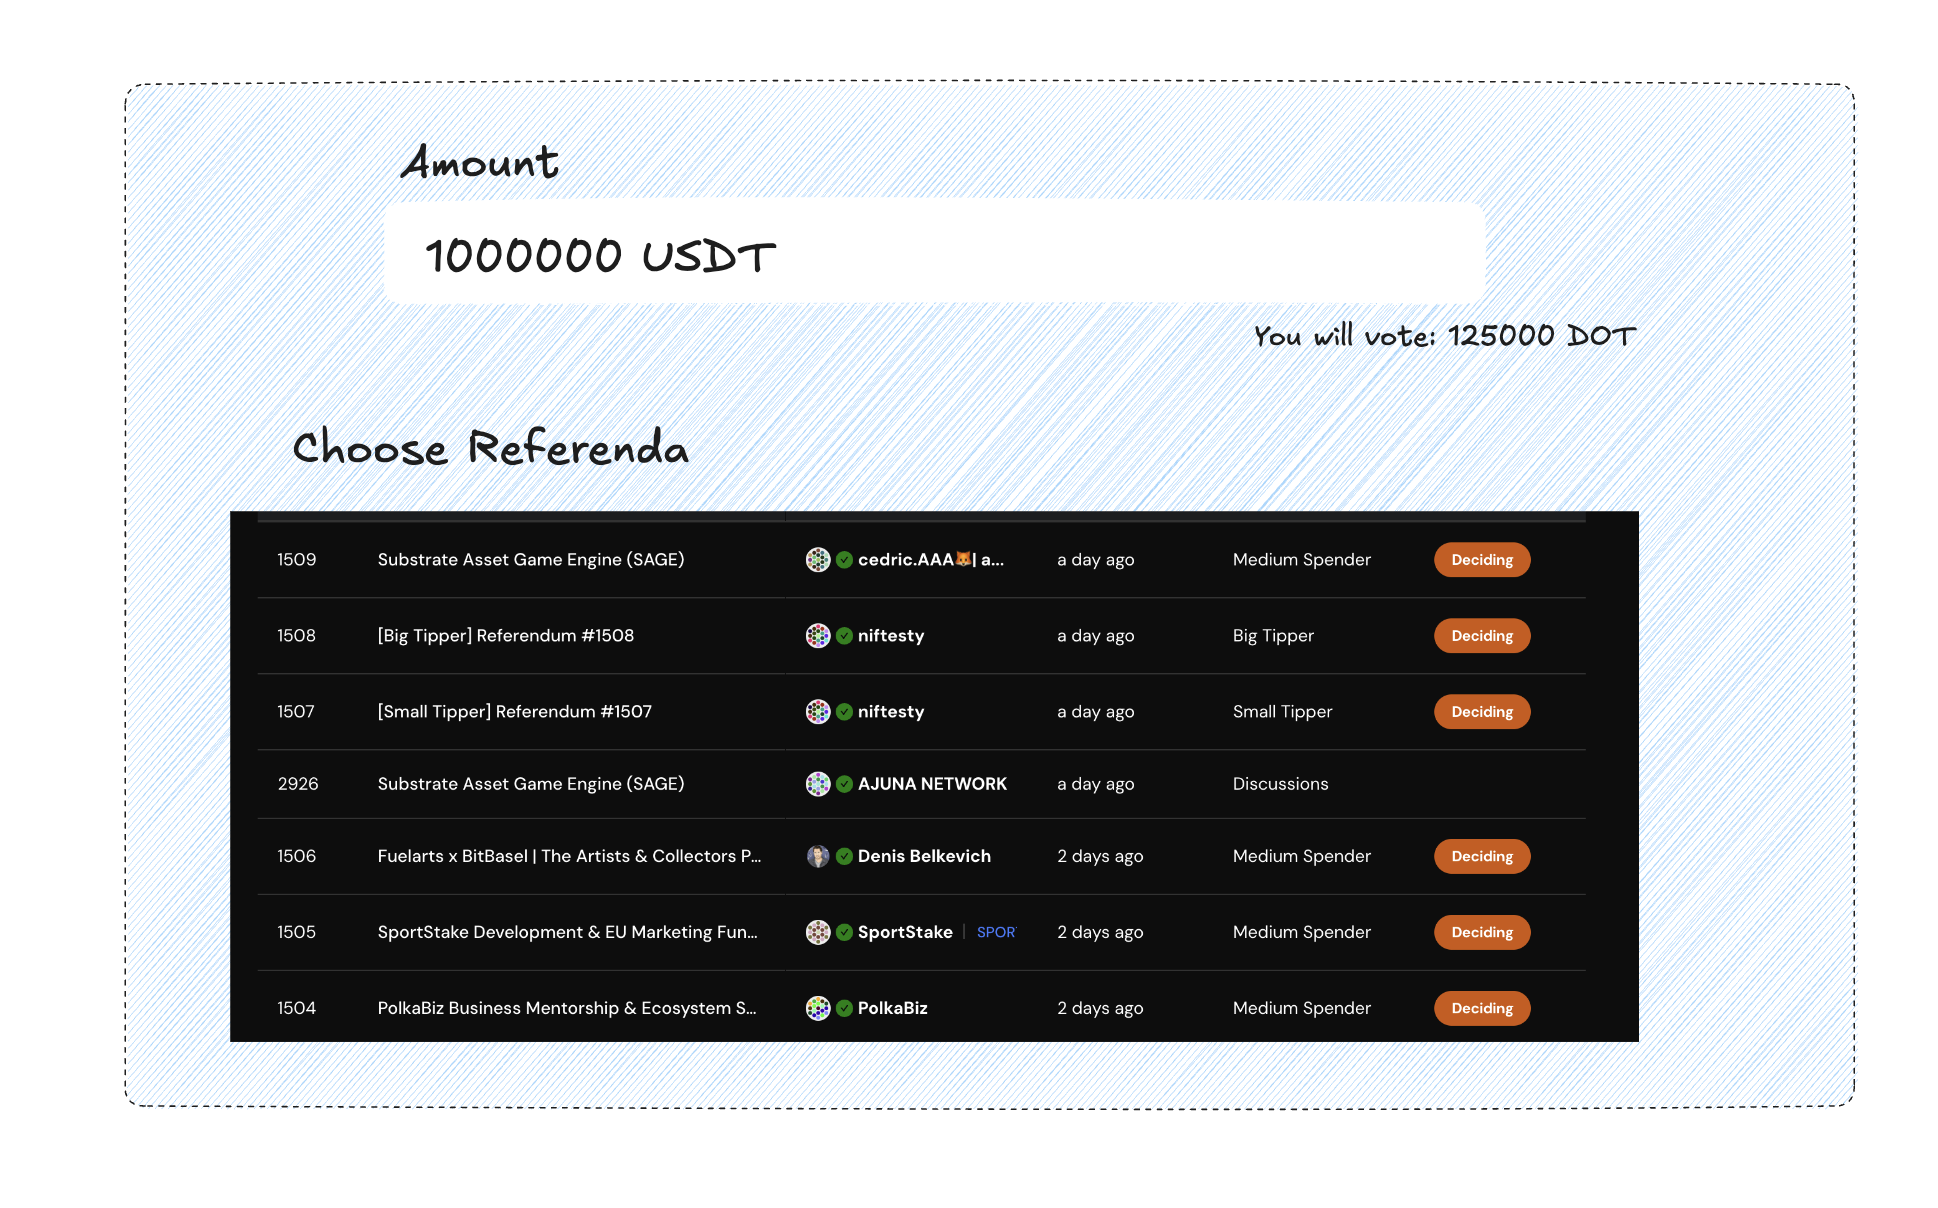 Amount
1000000 USDT
You will vote: 125000 DOT
Choose Referenda
1509 Substrate Asset Game Engine (SAGE) cedric.AAA🦊| a... a day ago Medium Spender Deciding
1508 [Big Tipper] Referendum #1508 niftesty a day ago Big Tipper Deciding
1507 [Small Tipper] Referendum #1507 niftesty a day ago Small Tipper Deciding
2926 Substrate Asset Game Engine (SAGE) AJUNA NETWORK a day ago Discussions
1506 Fuelarts x BitBasel | The Artists & Collectors P... Denis Belkevich 2 days ago Medium Spender Deciding
1505 SportStake Development & EU Marketing Fun... SportStake | SPOR 2 days ago Medium Spender Deciding
1504 PolkaBiz Business Mentorship & Ecosystem S... PolkaBiz 2 days ago Medium Spender Deciding